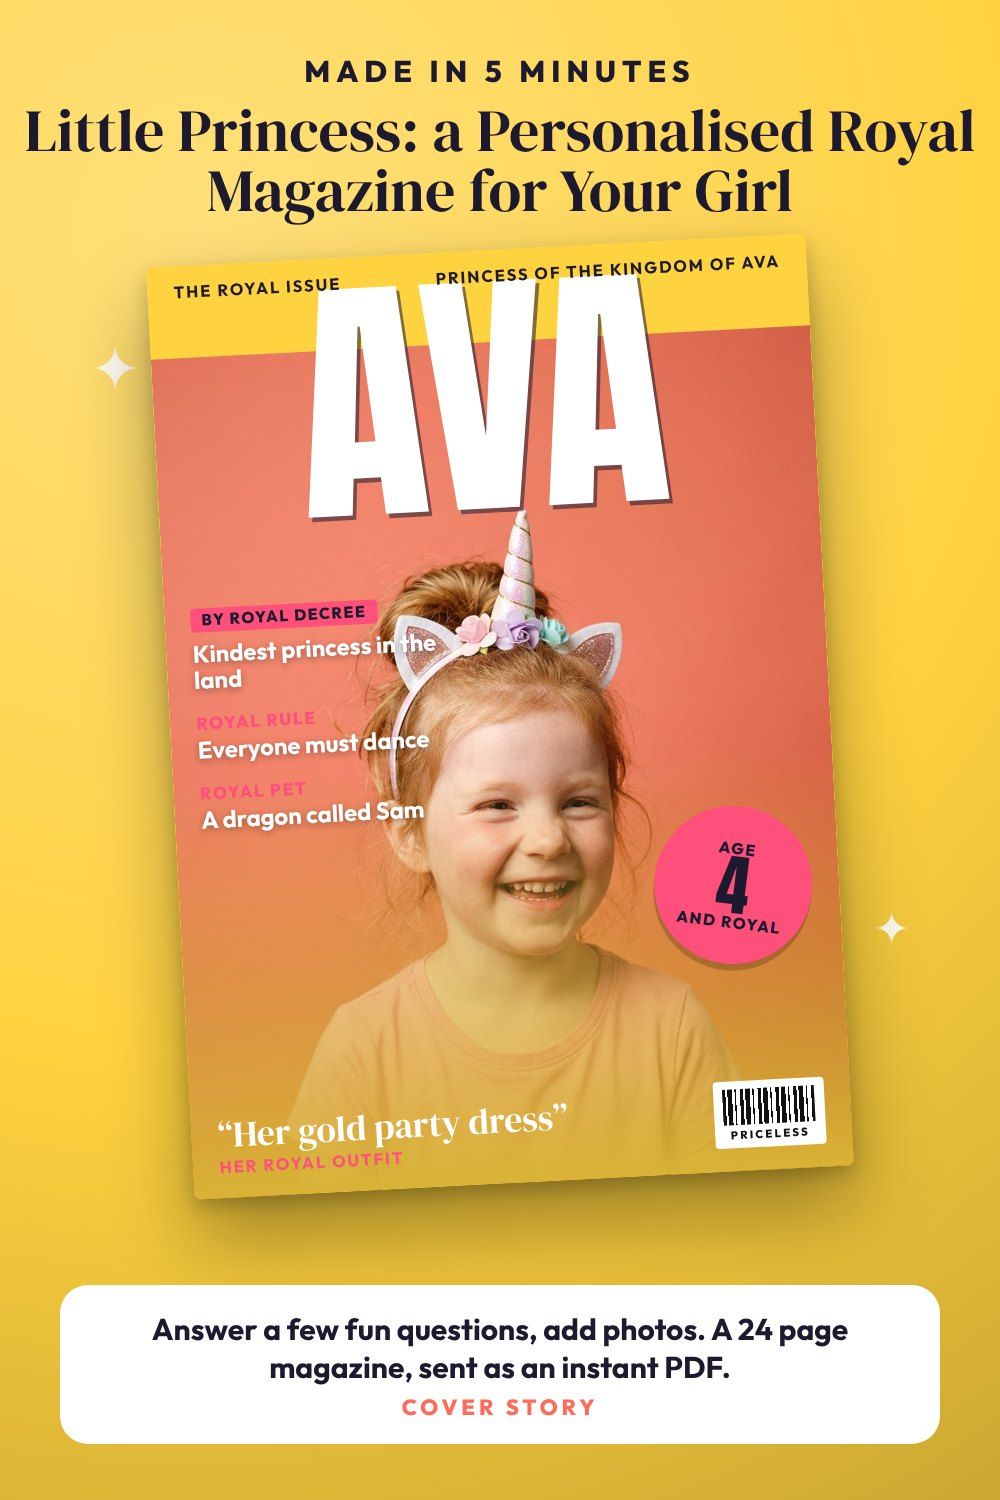 MADE IN 5 MINUTES
Little Princess: a Personalised Royal
Magazine for Your Girl
THE ROYAL ISSUE
PRINCESS OF THE KINGDOM OF AVA
AVA
BY ROYAL DECREE
Kindest princess in the
land
ROYAL RULE
Everyone must dance
ROYAL PET
A dragon called Sam
AGE
4
AND ROYAL
“Her gold party dress”
HER ROYAL OUTFIT
PRICELESS
Answer a few fun questions, add photos. A 24 page
magazine, sent as an instant PDF.
COVER STORY